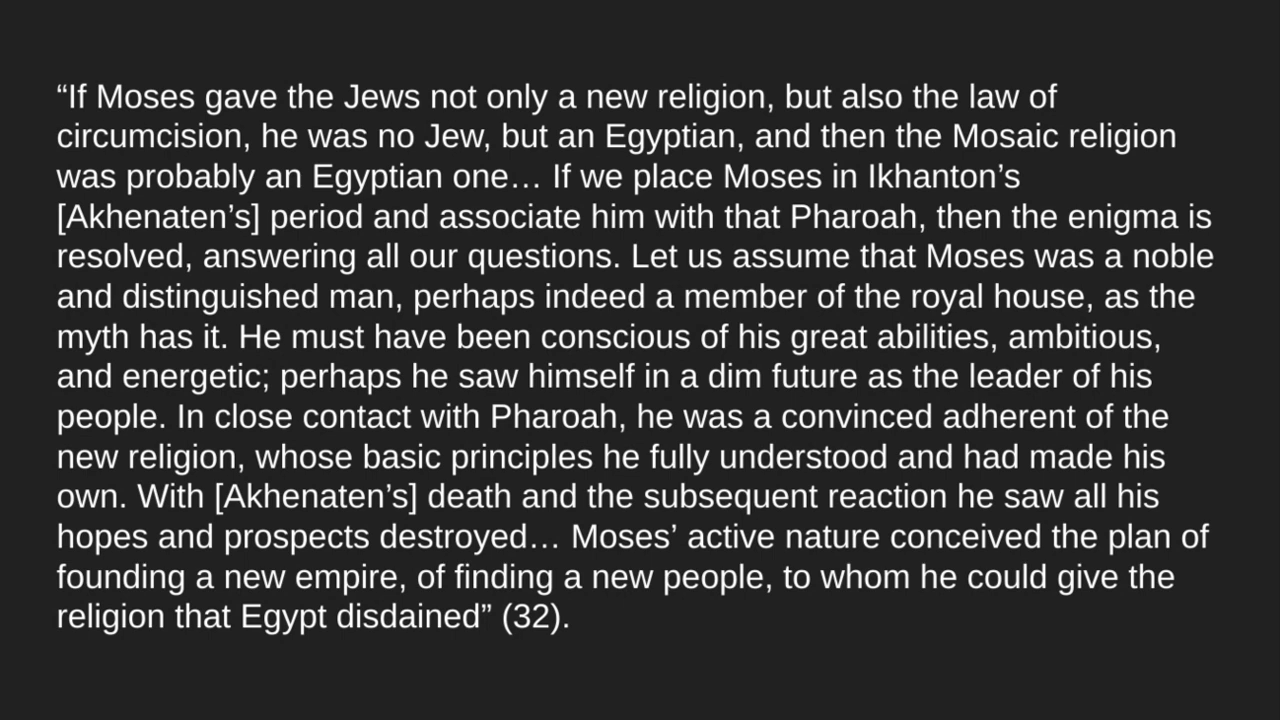 “If Moses gave the Jews not only a new religion, but also the law of
circumcision, he was no Jew, but an Egyptian, and then the Mosaic religion
was probably an Egyptian one… If we place Moses in Ikhanton’s
[Akhenaten’s] period and associate him with that Pharoah, then the enigma is
resolved, answering all our questions. Let us assume that Moses was a noble
and distinguished man, perhaps indeed a member of the royal house, as the
myth has it. He must have been conscious of his great abilities, ambitious,
and energetic; perhaps he saw himself in a dim future as the leader of his
people. In close contact with Pharoah, he was a convinced adherent of the
new religion, whose basic principles he fully understood and had made his
own. With [Akhenaten’s] death and the subsequent reaction he saw all his
hopes and prospects destroyed… Moses’ active nature conceived the plan of
founding a new empire, of finding a new people, to whom he could give the
religion that Egypt disdained” (32).